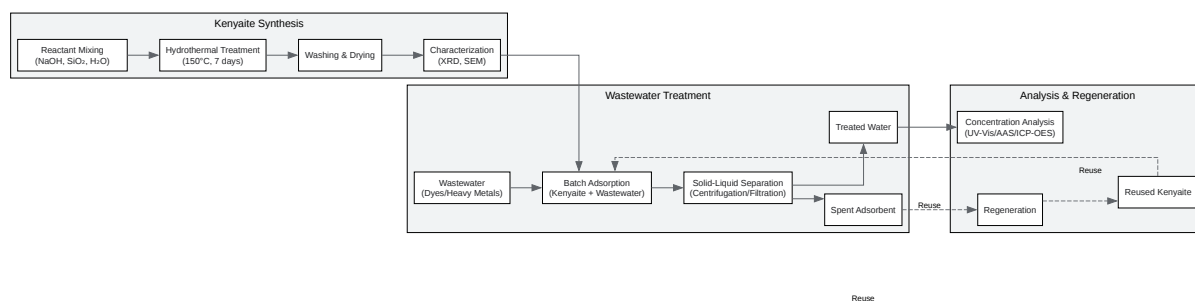 Kenyaite Synthesis
Reactant Mixing
(NaOH, SiO₂, H₂O)
Hydrothermal Treatment
(150°C, 7 days)
Washing & Drying
Characterization
(XRD, SEM)
Wastewater Treatment
Wastewater
(Dyes/Heavy Metals)
Batch Adsorption
(Kenyaite + Wastewater)
Solid-Liquid Separation
(Centrifugation/Filtration)
Treated Water
Spent Adsorbent
Reuse
Analysis & Regeneration
Concentration Analysis
(UV-Vis/AAS/ICP-OES)
Reuse
Regeneration
Reused Kenyaite
Reuse